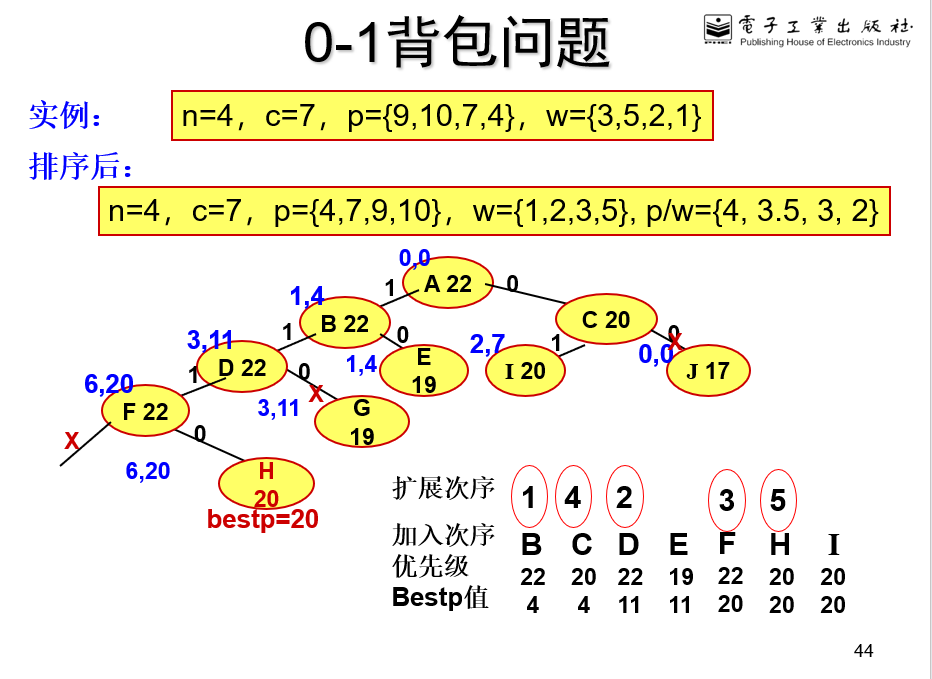 0-1背包问题
電子工業出版社·
PHEI
Publishing House of Electronics Industry
实例：
n=4，c=7，p={9,10,7,4}，w={3,5,2,1}
排序后：
n=4，c=7，p={4,7,9,10}，w={1,2,3,5}, p/w={4, 3.5, 3, 2}
0,0
A 22
1
0
1,4
B 22
C 20
1
0
1
0
X
3,11
D 22
1,4
E
19
2,7
I 20
0,0
J 17
1
0
X
6,20
F 22
3,11
G
19
X
0
6,20
H
20
bestp=20
扩展次序 1 4 2 3 5
加入次序 B C D E F H I
优先级 22 20 22 19 22 20 20
Bestp值 4 4 11 11 20 20 20
44